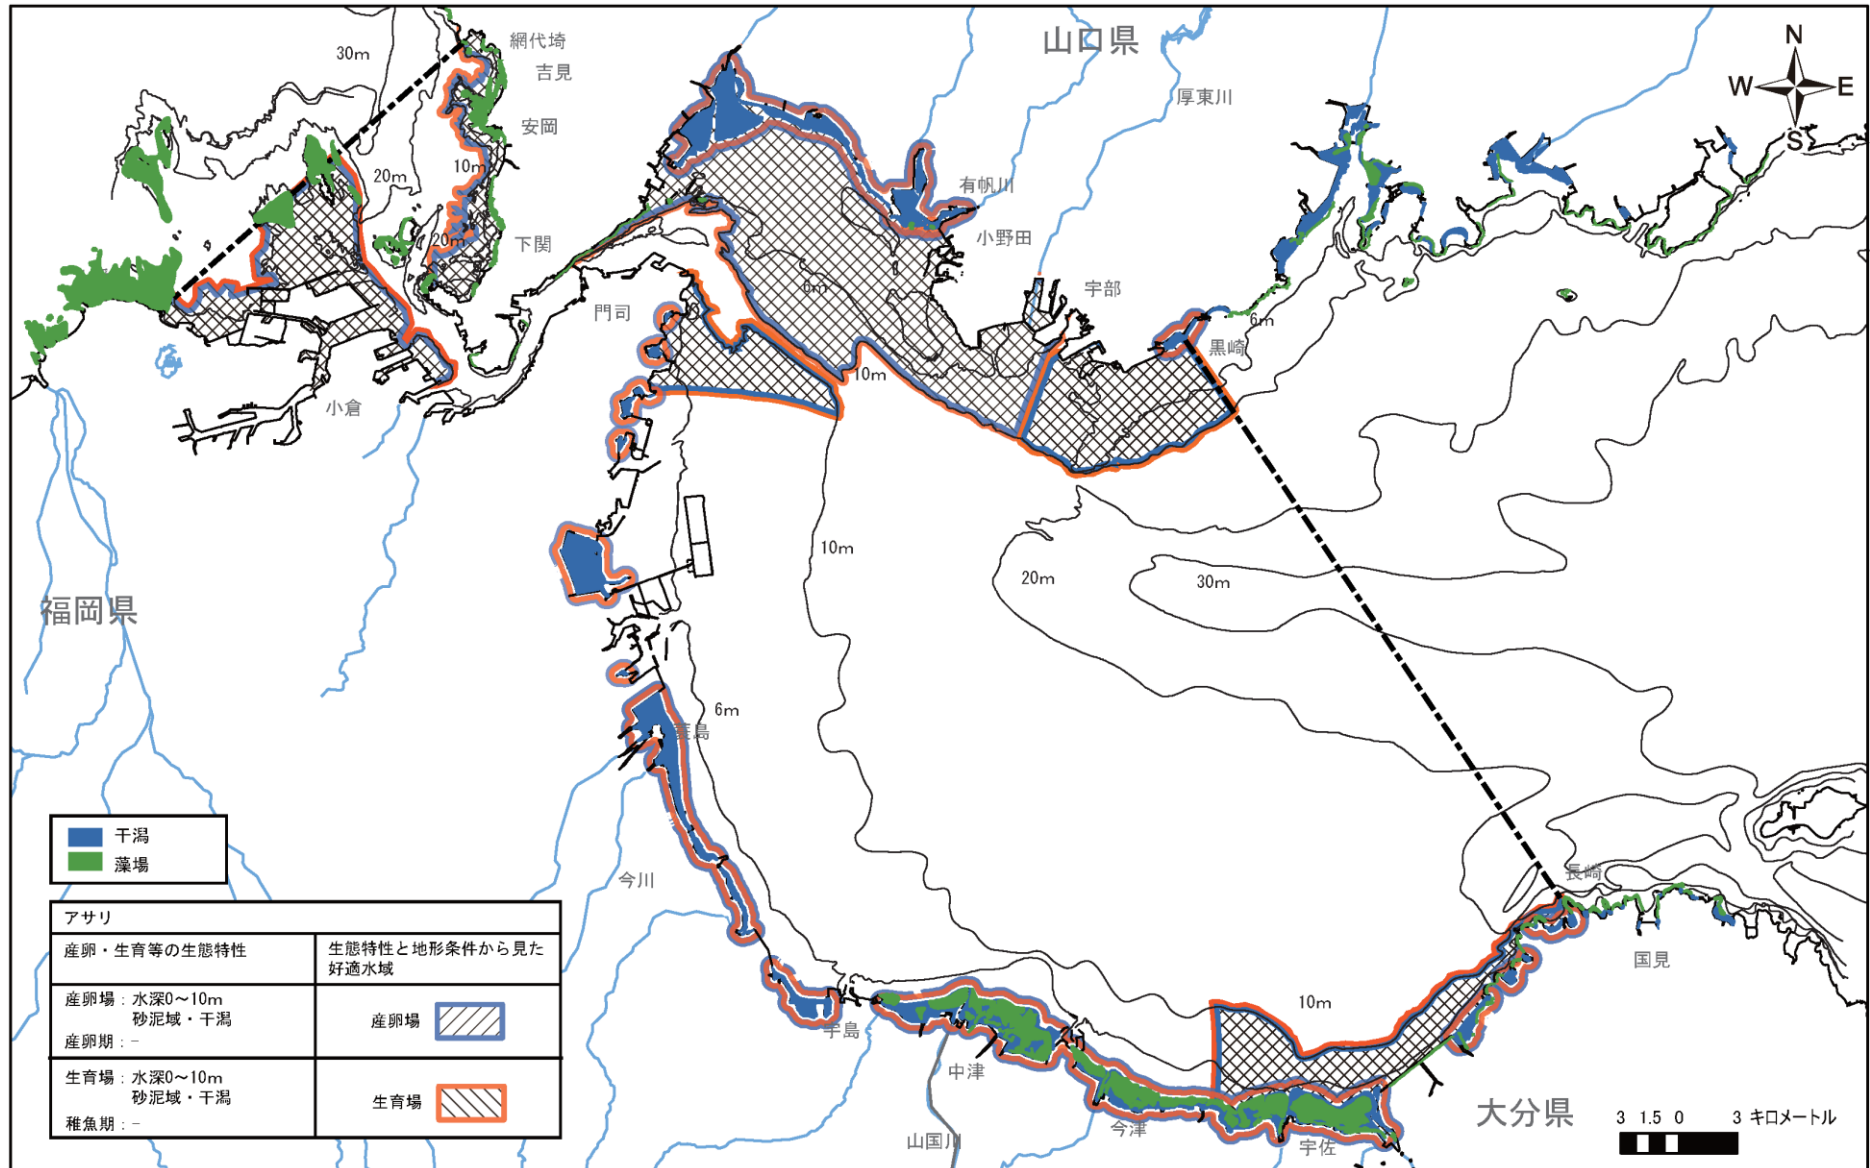 網代埼
吉見
安岡
下関
門司
小倉
30m
20m
10m
20m
山口県
厚東川
有帆川
小野田
宇部
黒崎
6m
6m
10m
N
W
E
S
福岡県
10m
20m
30m
6m
蓑島
今川
宇島
中津
山国川
今津
宇佐
10m
長崎
国見
大分県
3 1.5 0 3 キロメートル
干潟
藻場
アサリ
産卵・生育等の生態特性
生態特性と地形条件から見た
好適水域
産卵場：水深0～10m
砂泥域・干潟
産卵期：－
産卵場
生育場：水深0～10m
砂泥域・干潟
稚魚期：－
生育場